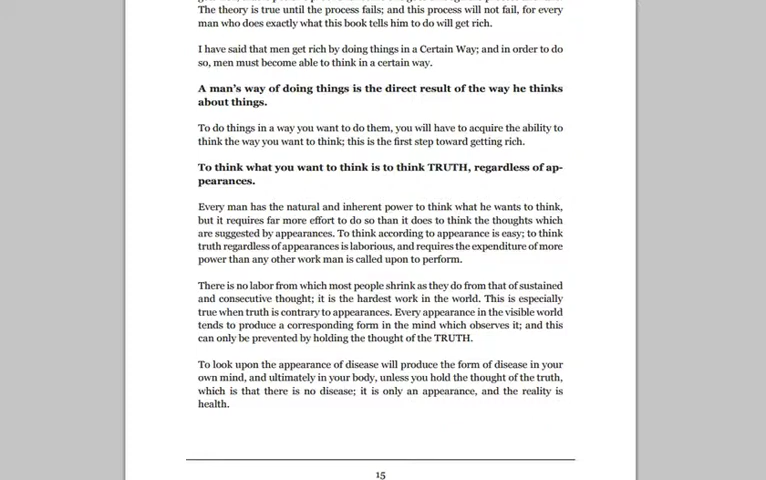 The theory is true until the process fails; and this process will not fail, for every
man who does exactly what this book tells him to do will get rich.
I have said that men get rich by doing things in a Certain Way; and in order to do
so, men must become able to think in a certain way.
A man’s way of doing things is the direct result of the way he thinks
about things.
To do things in a way you want to do them, you will have to acquire the ability to
think the way you want to think; this is the first step toward getting rich.
To think what you want to think is to think TRUTH, regardless of ap-
pearances.
Every man has the natural and inherent power to think what he wants to think,
but it requires far more effort to do so than it does to think the thoughts which
are suggested by appearances. To think according to appearance is easy; to think
truth regardless of appearances is laborious, and requires the expenditure of more
power than any other work man is called upon to perform.
There is no labor from which most people shrink as they do from that of sustained
and consecutive thought; it is the hardest work in the world. This is especially
true when truth is contrary to appearances. Every appearance in the visible world
tends to produce a corresponding form in the mind which observes it; and this
can only be prevented by holding the thought of the TRUTH.
To look upon the appearance of disease will produce the form of disease in your
own mind, and ultimately in your body, unless you hold the thought of the truth,
which is that there is no disease; it is only an appearance, and the reality is
health.
15